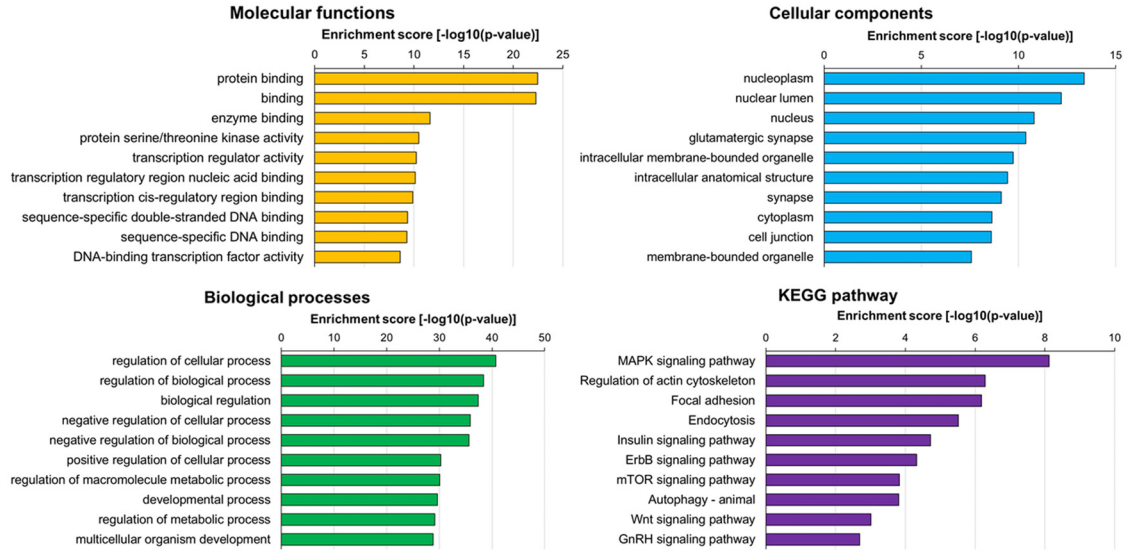 Molecular functions
Enrichment score [-log10(p-value)]
0 5 10 15 20 25
protein binding
binding
enzyme binding
protein serine/threonine kinase activity
transcription regulator activity
transcription regulatory region nucleic acid binding
transcription cis-regulatory region binding
sequence-specific double-stranded DNA binding
sequence-specific DNA binding
DNA-binding transcription factor activity
Cellular components
Enrichment score [-log10(p-value)]
0 5 10 15
nucleoplasm
nuclear lumen
nucleus
glutamatergic synapse
intracellular membrane-bounded organelle
intracellular anatomical structure
synapse
cytoplasm
cell junction
membrane-bounded organelle
Biological processes
Enrichment score [-log10(p-value)]
0 10 20 30 40 50
regulation of cellular process
regulation of biological process
biological regulation
negative regulation of cellular process
negative regulation of biological process
positive regulation of cellular process
regulation of macromolecule metabolic process
developmental process
regulation of metabolic process
multicellular organism development
KEGG pathway
Enrichment score [-log10(p-value)]
0 2 4 6 8 10
MAPK signaling pathway
Regulation of actin cytoskeleton
Focal adhesion
Endocytosis
Insulin signaling pathway
ErbB signaling pathway
mTOR signaling pathway
Autophagy - animal
Wnt signaling pathway
GnRH signaling pathway